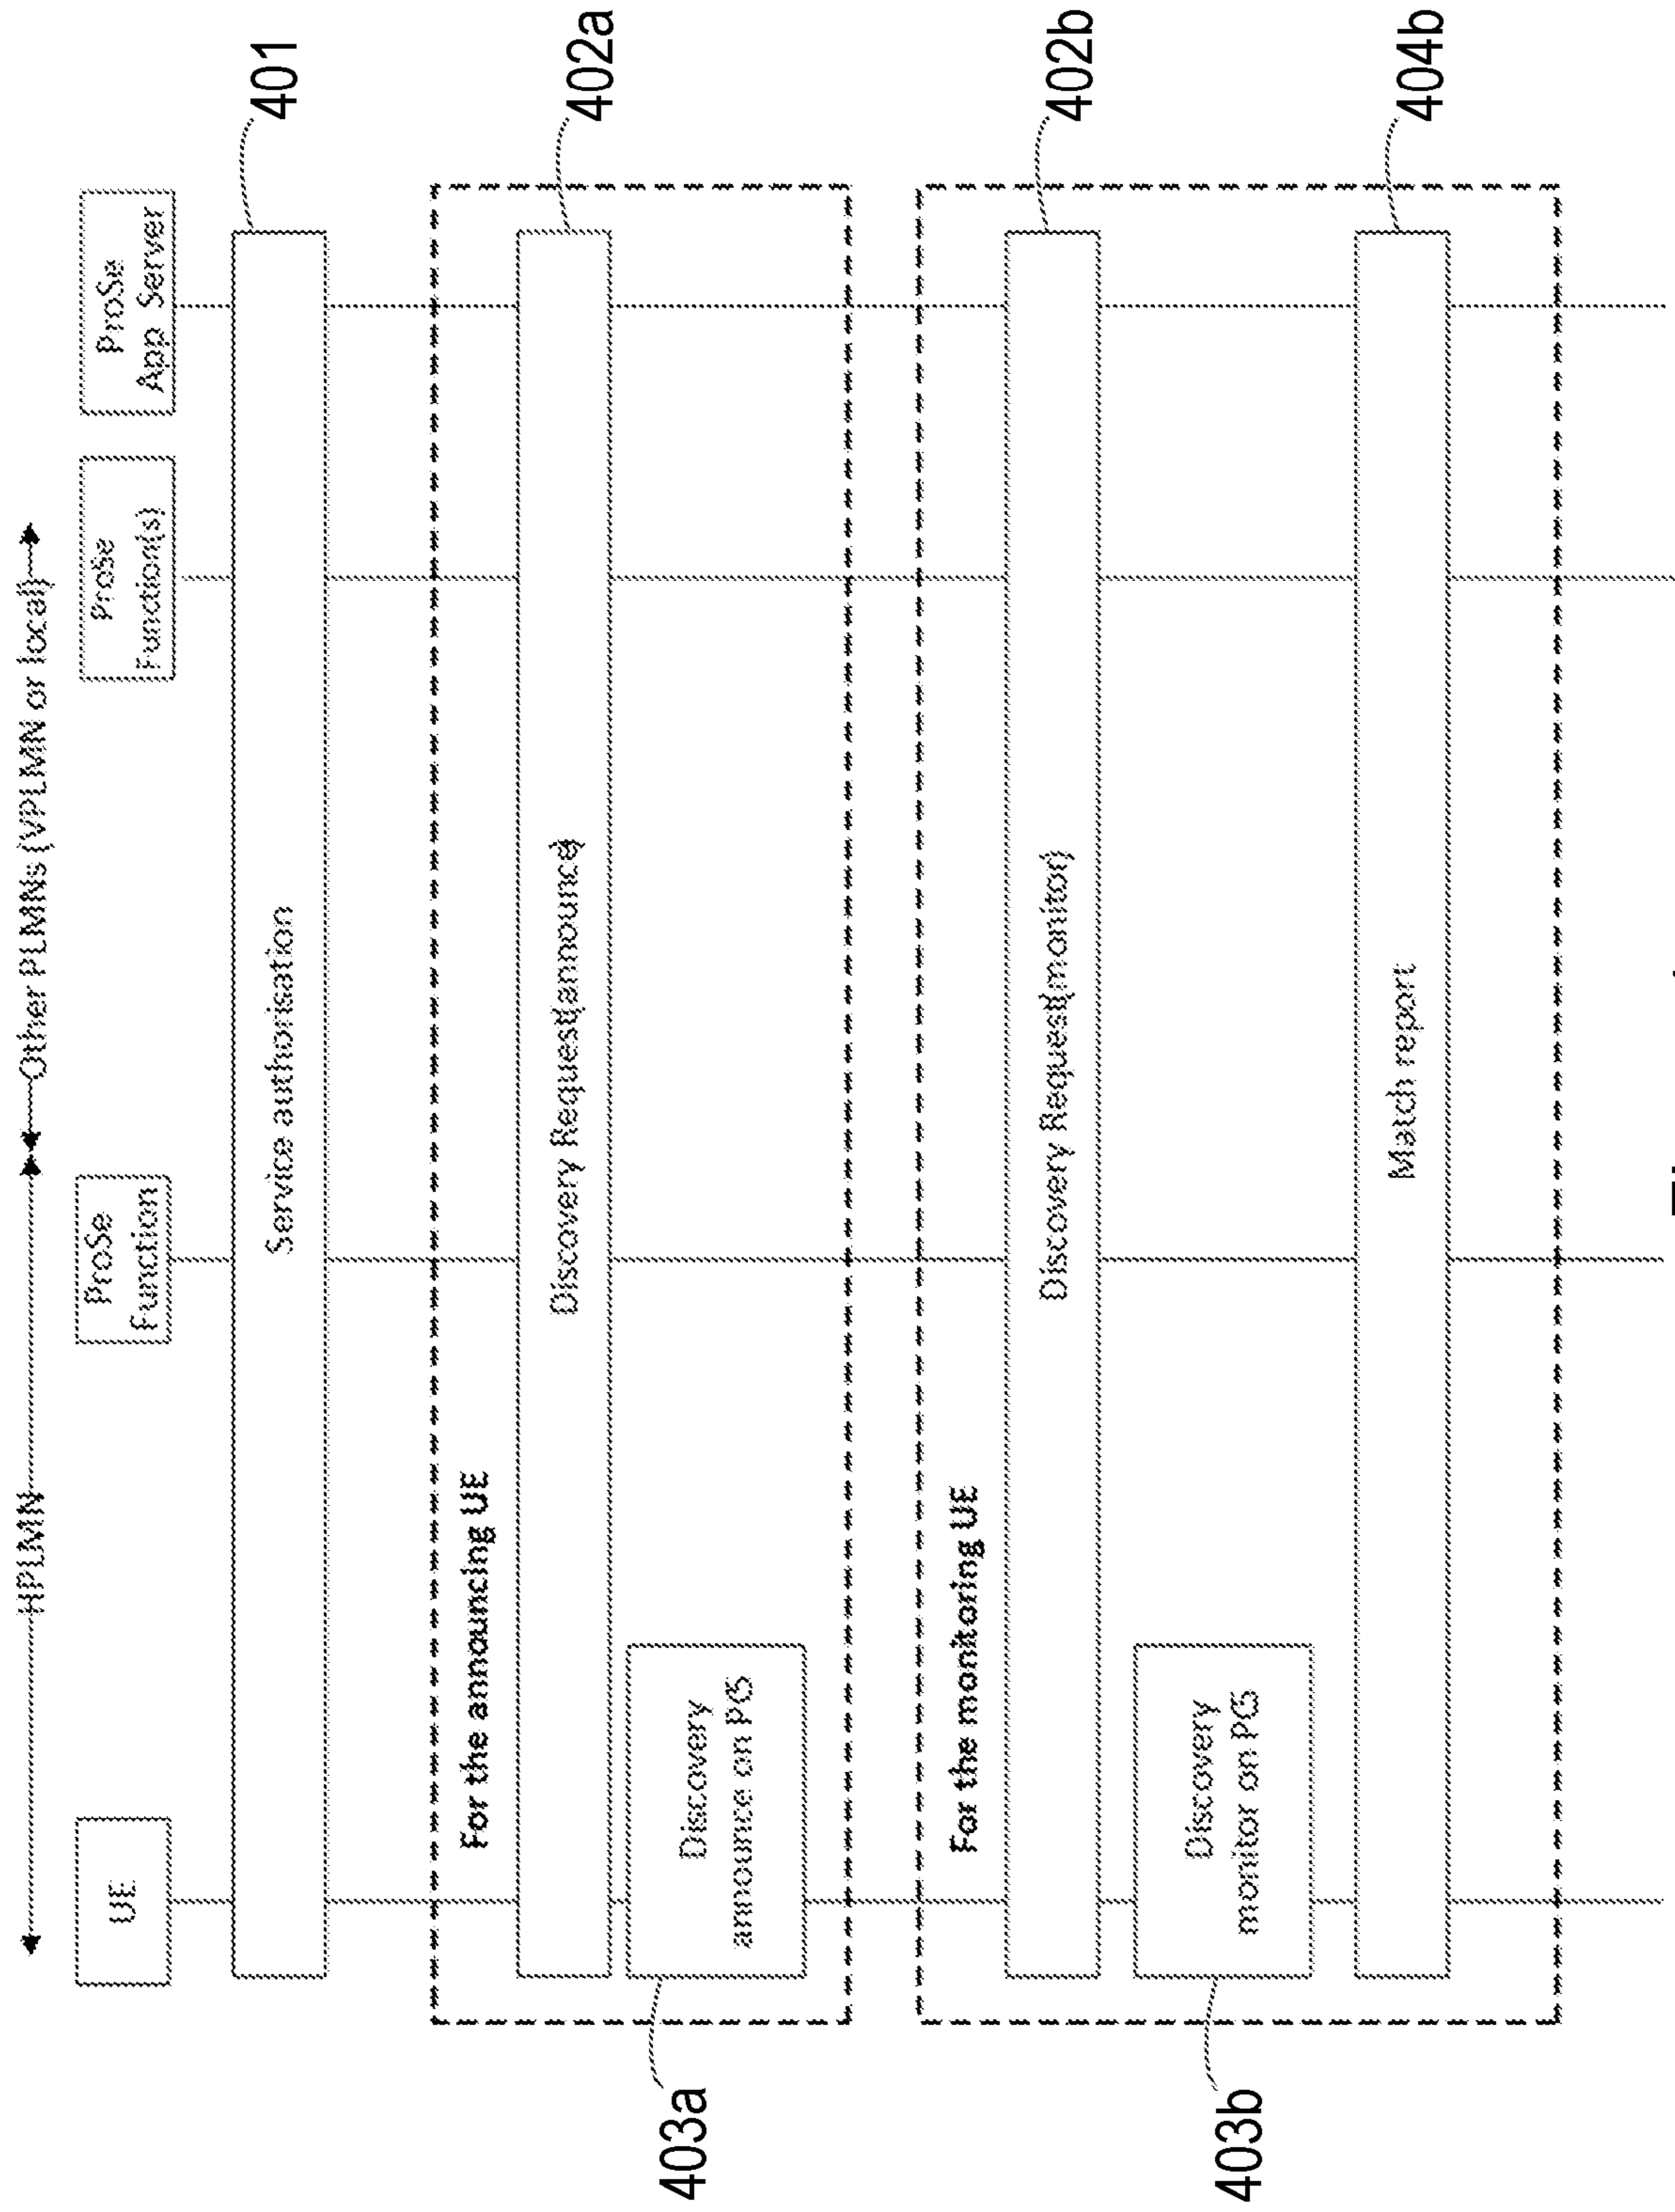 HPLMN
Other PLMNs (VPLMN or local)
UE
ProSe
Function
ProSe
Function(s)
ProSe
App Server
Service authorisation
401
For the announcing UE
Discovery Request(announce)
402a
Discovery
announce on PC5
403a
For the monitoring UE
Discovery Request(monitor)
402b
Discovery
monitor on PC5
403b
Match report
404b